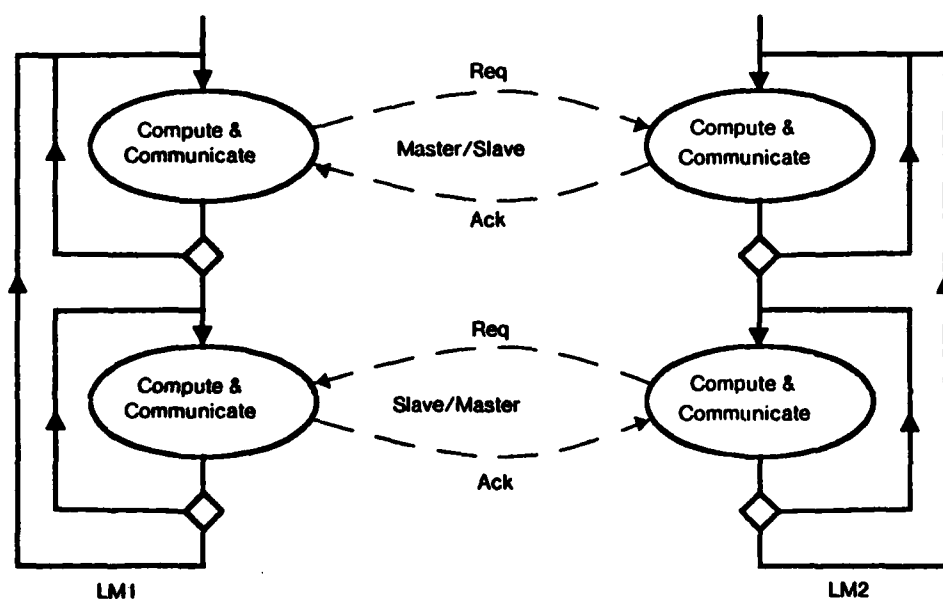 Req
Compute &
Communicate
Master/Slave
Compute &
Communicate
Ack
Req
Compute &
Communicate
Slave/Master
Compute &
Communicate
Ack
LM1
LM2